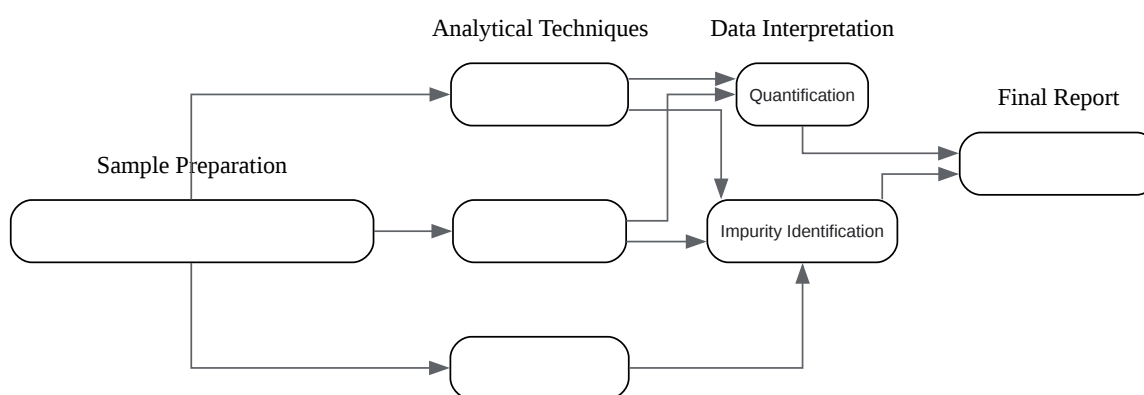 Analytical Techniques
Data Interpretation
Quantification
Final Report
Sample Preparation
Impurity Identification